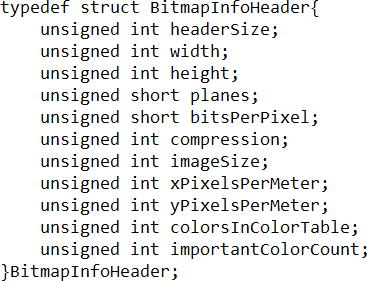 typedef struct BitmapInfoHeader{
    unsigned int headerSize;
    unsigned int width;
    unsigned int height;
    unsigned short planes;
    unsigned short bitsPerPixel;
    unsigned int compression;
    unsigned int imageSize;
    unsigned int xPixelsPerMeter;
    unsigned int yPixelsPerMeter;
    unsigned int colorsInColorTable;
    unsigned int importantColorCount;
}BitmapInfoHeader;